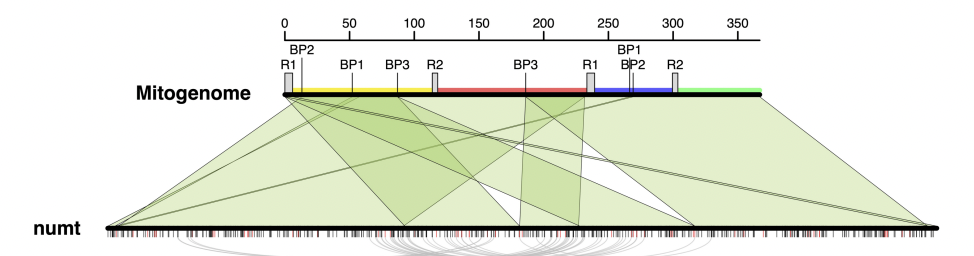 0 50 100 150 200 250 300 350
BP2 BP1
R1 BP1 BP3 R2 BP3 R1 BP2 R2
Mitogenome
numt